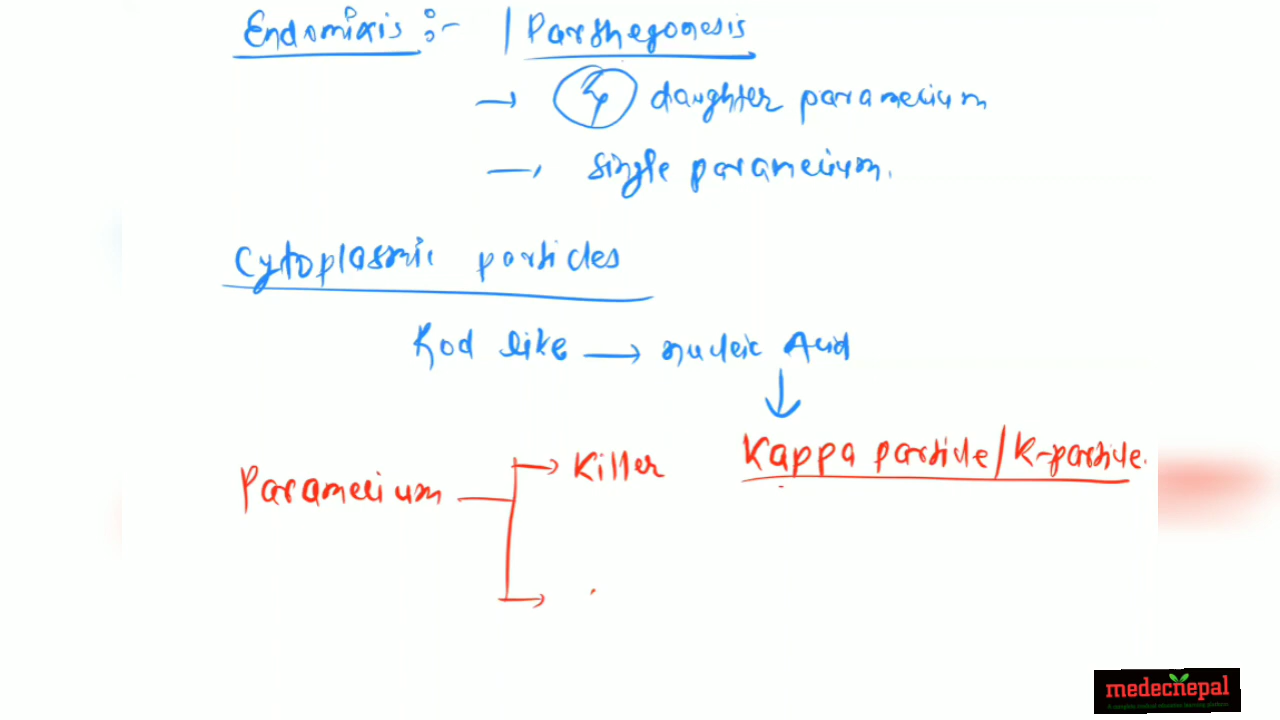 Endomixis :- / Parthegonesis
→ 4 daughter paramecium
→ single paramecium.
Cytoplasmic particles
Rod like → nucleic Acid
↓
Kappa particle/K-particle.
Paramecium → Killer
→
medecnepal